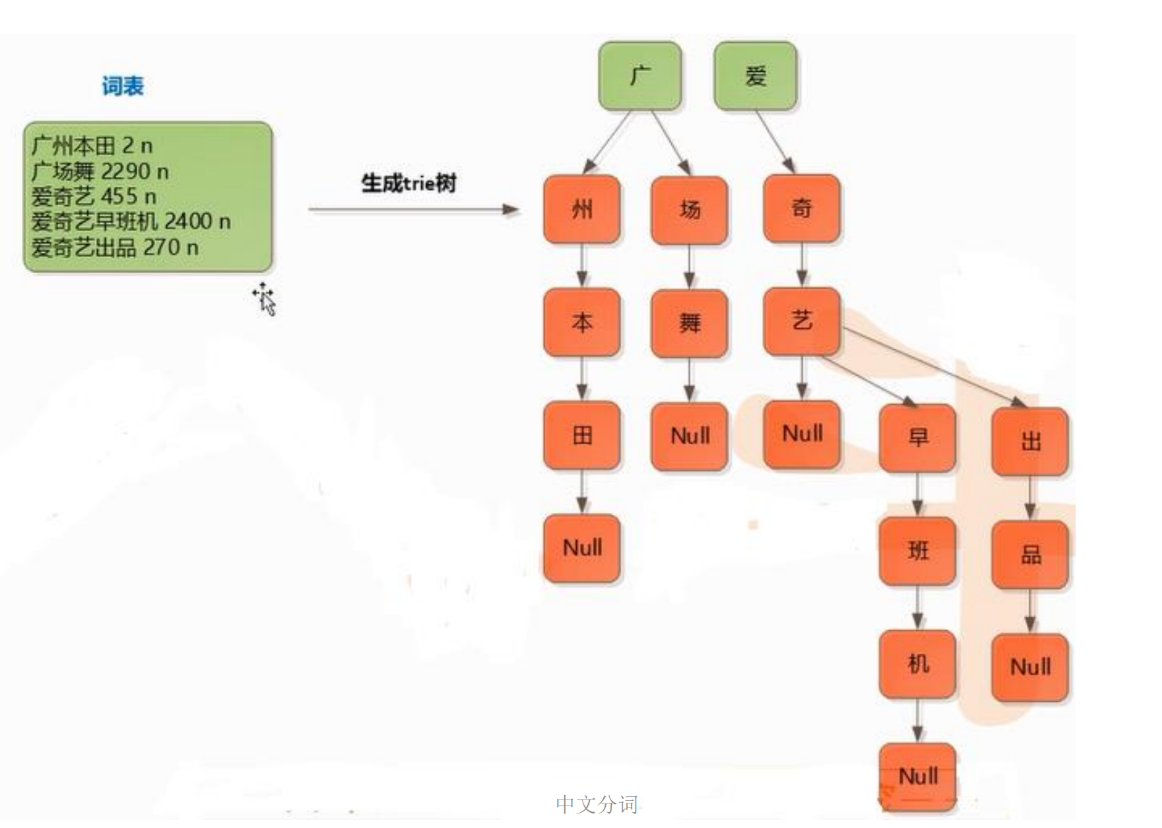 词表
广州本田 2 n
广场舞 2290 n
爱奇艺 455 n
爱奇艺早班机 2400 n
爱奇艺出品 270 n
生成trie树
广 爱
州 场 奇
本 舞 艺
田 Null Null 早 出
Null 班 品
机 Null
Null
中文分词